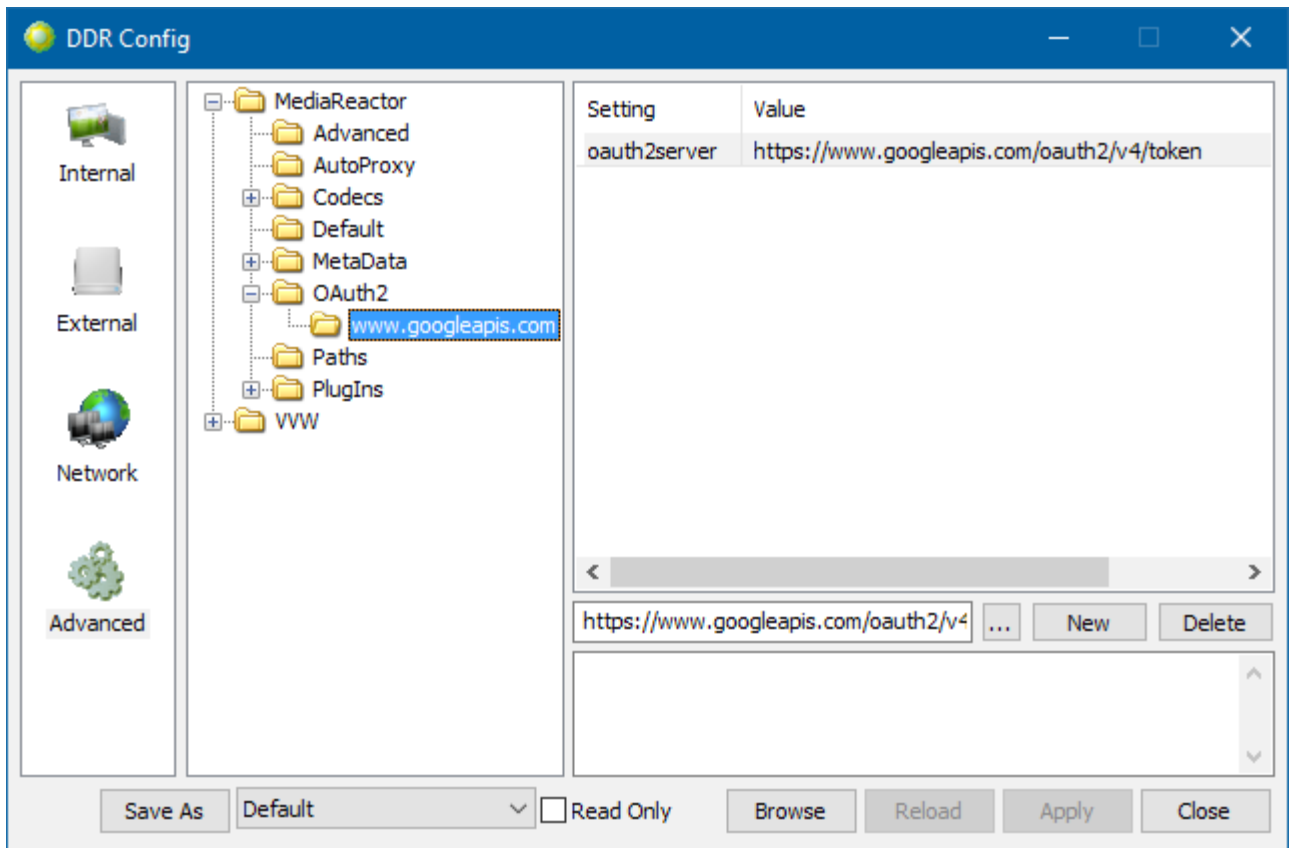 DDR Config
Internal
External
Network
Advanced
MediaReactor
Advanced
AutoProxy
Codecs
Default
MetaData
OAuth2
www.googleapis.com
Paths
PlugIns
VVW
Setting Value
oauth2server https://www.googleapis.com/oauth2/v4/token
https://www.googleapis.com/oauth2/v4 ... New Delete
Save As Default Read Only Browse Reload Apply Close